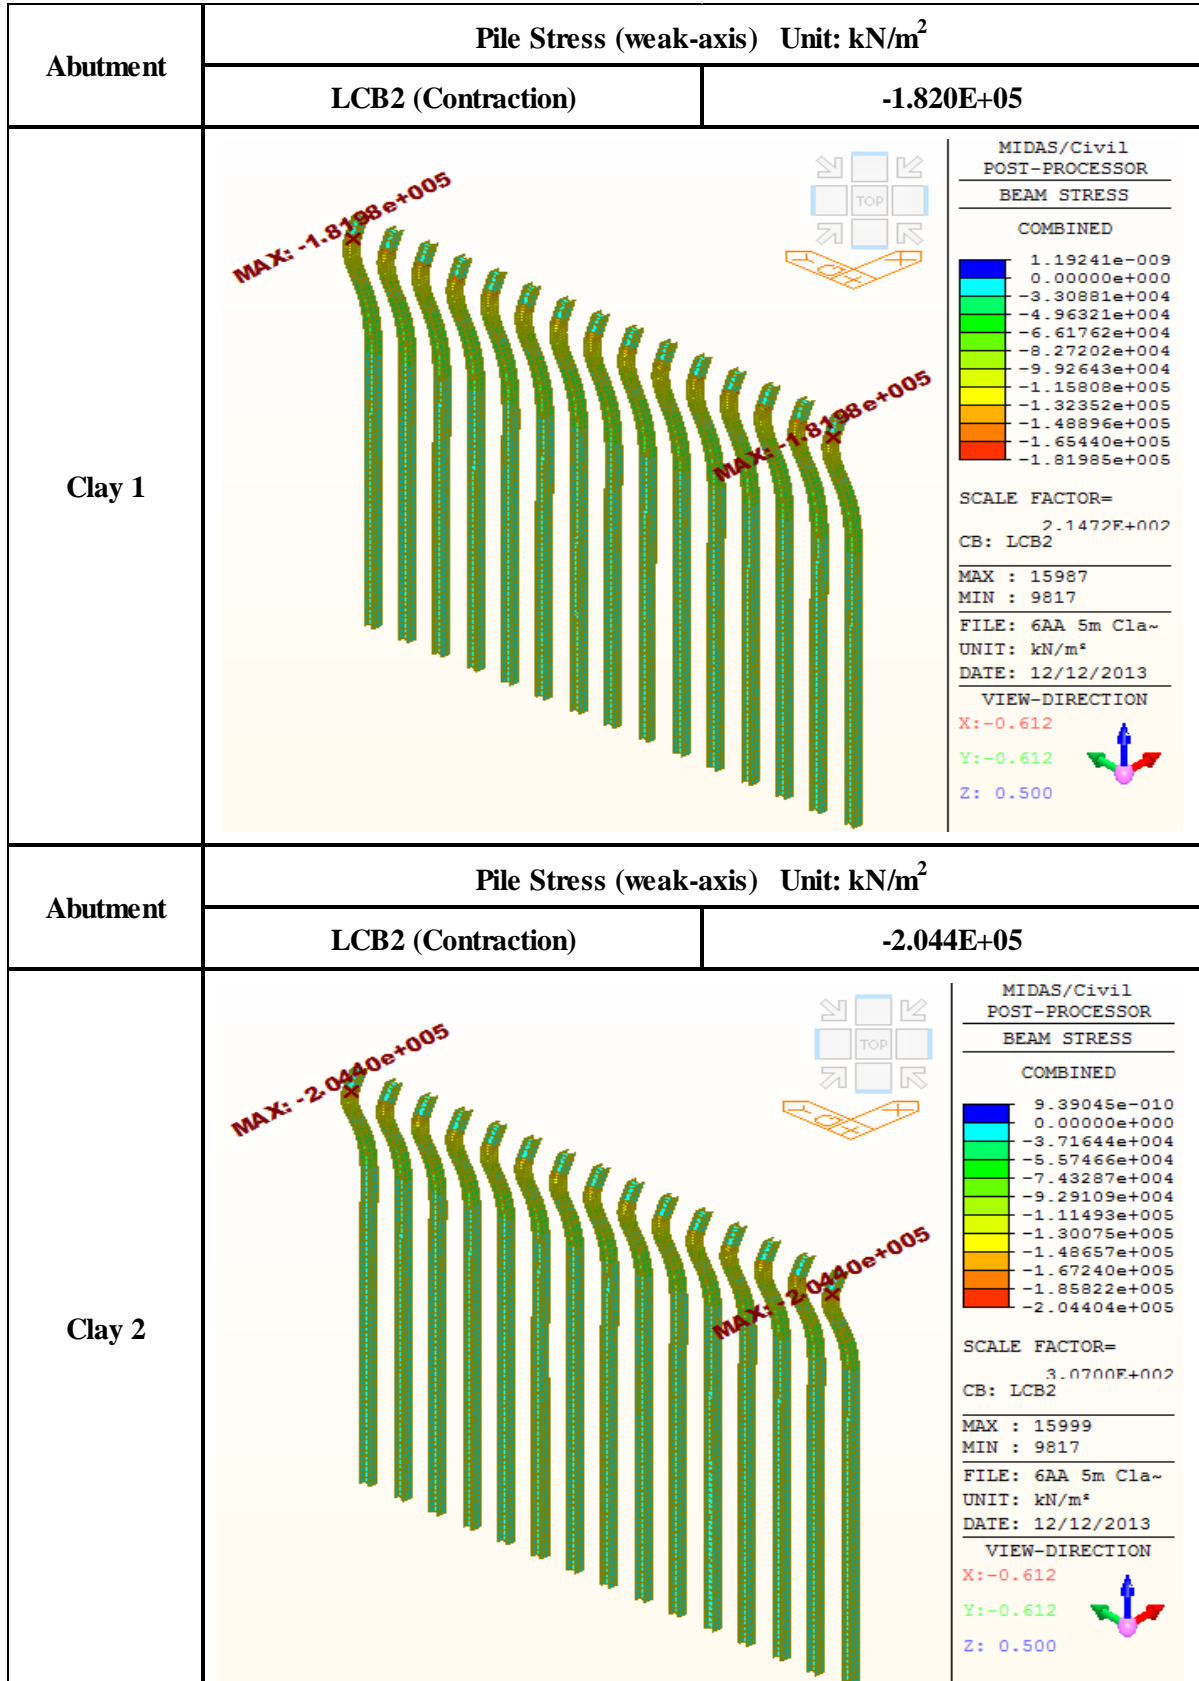 Abutment
Pile Stress (weak-axis) Unit: kN/m²
LCB2 (Contraction)
-1.820E+05
Clay 1
MAX: -1.8198e+005
MAX: -1.8198e+005
TOP
MIDAS/Civil
POST-PROCESSOR
BEAM STRESS
COMBINED
1.19241e-009
0.00000e+000
-3.30881e+004
-4.96321e+004
-6.61762e+004
-8.27202e+004
-9.92643e+004
-1.15808e+005
-1.32352e+005
-1.48896e+005
-1.65440e+005
-1.81985e+005
SCALE FACTOR=
2.1472E+002
CB: LCB2
MAX : 15987
MIN : 9817
FILE: 6AA 5m Cla~
UNIT: kN/m²
DATE: 12/12/2013
VIEW-DIRECTION
X:-0.612
Y:-0.612
Z: 0.500
Abutment
Pile Stress (weak-axis) Unit: kN/m²
LCB2 (Contraction)
-2.044E+05
Clay 2
MAX: -2.0440e+005
MAX: -2.0440e+005
TOP
MIDAS/Civil
POST-PROCESSOR
BEAM STRESS
COMBINED
9.39045e-010
0.00000e+000
-3.71644e+004
-5.57466e+004
-7.43287e+004
-9.29109e+004
-1.11493e+005
-1.30075e+005
-1.48657e+005
-1.67240e+005
-1.85822e+005
-2.04404e+005
SCALE FACTOR=
3.0700E+002
CB: LCB2
MAX : 15999
MIN : 9817
FILE: 6AA 5m Cla~
UNIT: kN/m²
DATE: 12/12/2013
VIEW-DIRECTION
X:-0.612
Y:-0.612
Z: 0.500